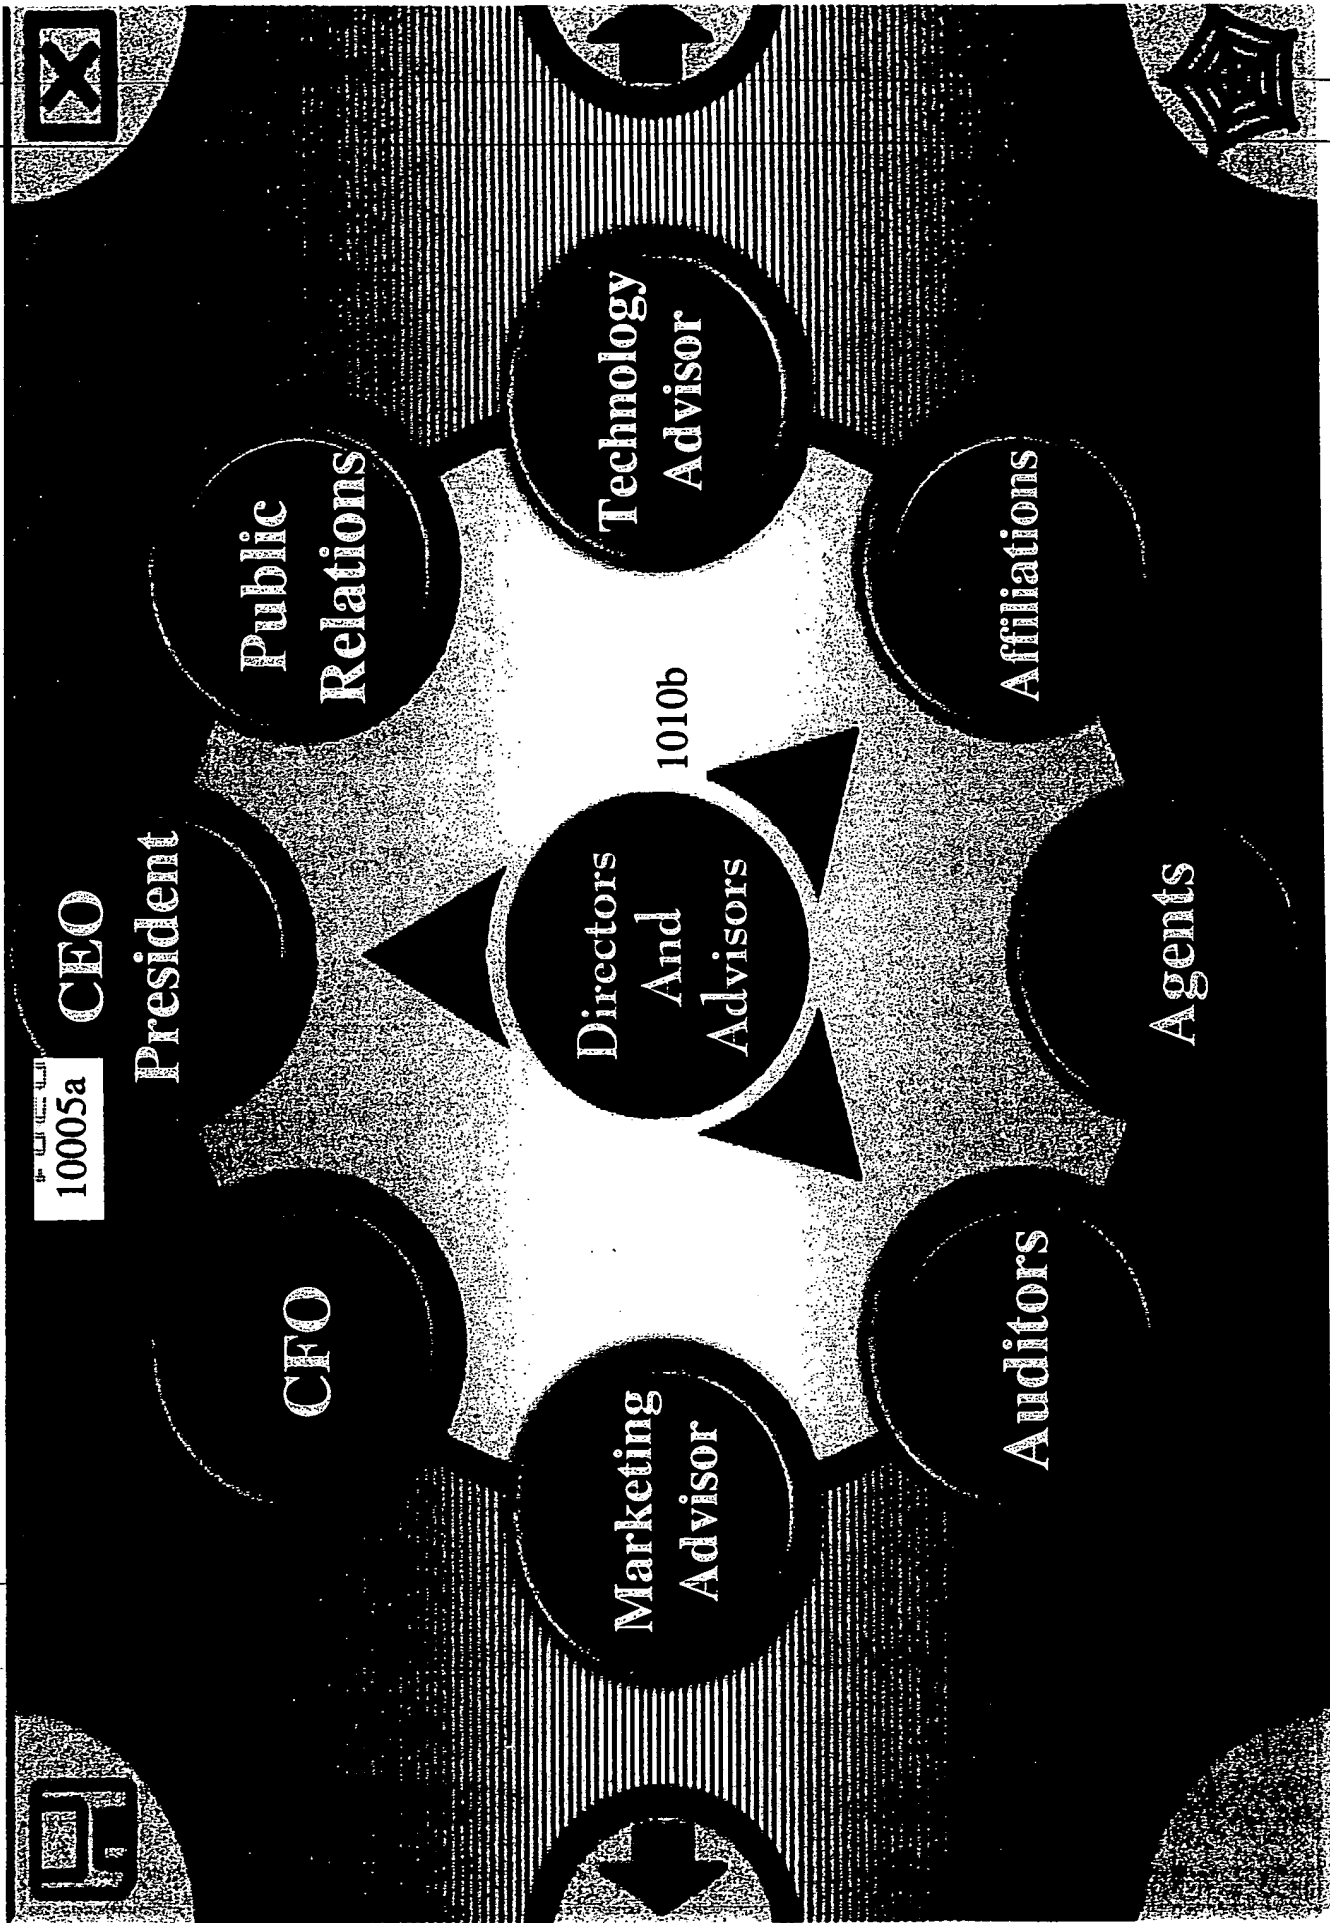 10005a
CEO
President
CFO
Public
Relations
Marketing
Advisor
Directors
And
Advisors
1010b
Technology
Advisor
Auditors
Affiliations
Agents